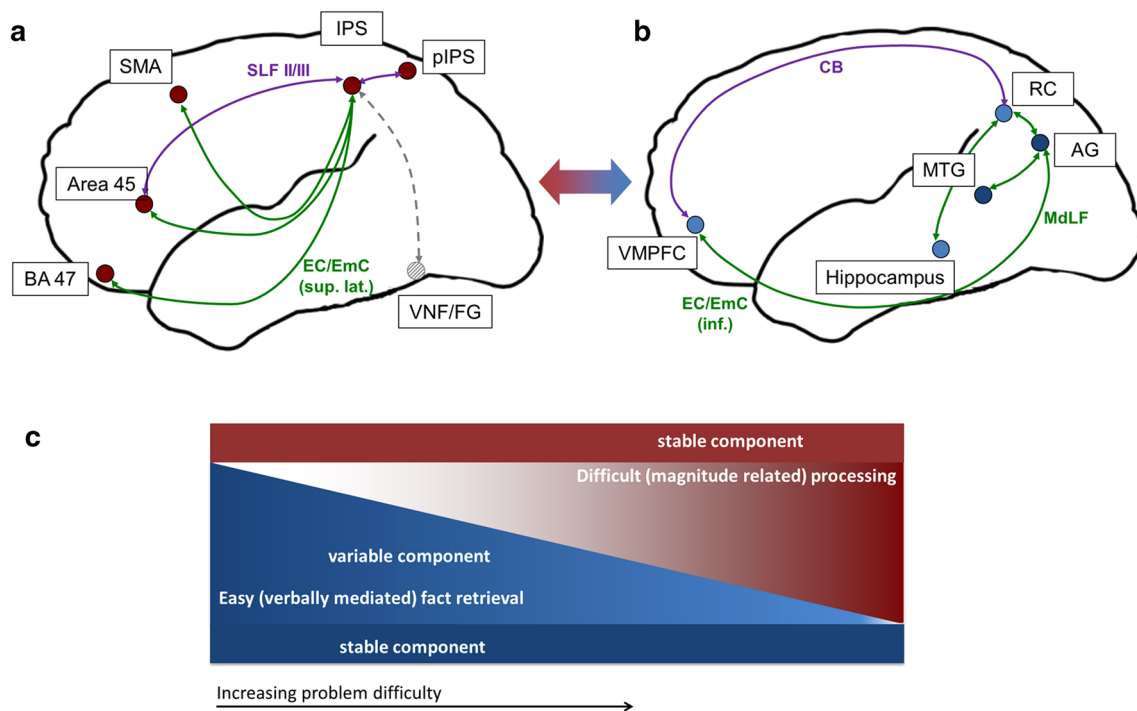 a
IPS
SMA
pIPS
SLF II/III
Area 45
BA 47
EC/EmC
(sup. lat.)
VNF/FG
b
CB
RC
AG
MTG
MdLF
VMPFC
Hippocampus
EC/EmC
(inf.)
c
stable component
Difficult (magnitude related) processing
variable component
Easy (verbally mediated) fact retrieval
stable component
Increasing problem difficulty